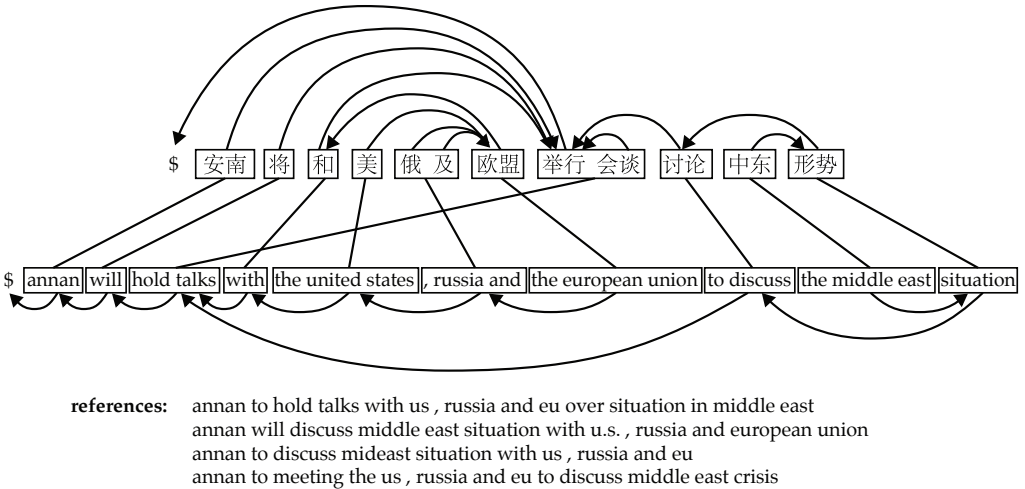 $ 安南 将 和 美 俄 及 欧盟 举行 会谈 讨论 中东 形势
$ annan will hold talks with the united states , russia and the european union to discuss the middle east situation
references: annan to hold talks with us , russia and eu over situation in middle east
annan will discuss middle east situation with u.s. , russia and european union
annan to discuss mideast situation with us , russia and eu
annan to meeting the us , russia and eu to discuss middle east crisis